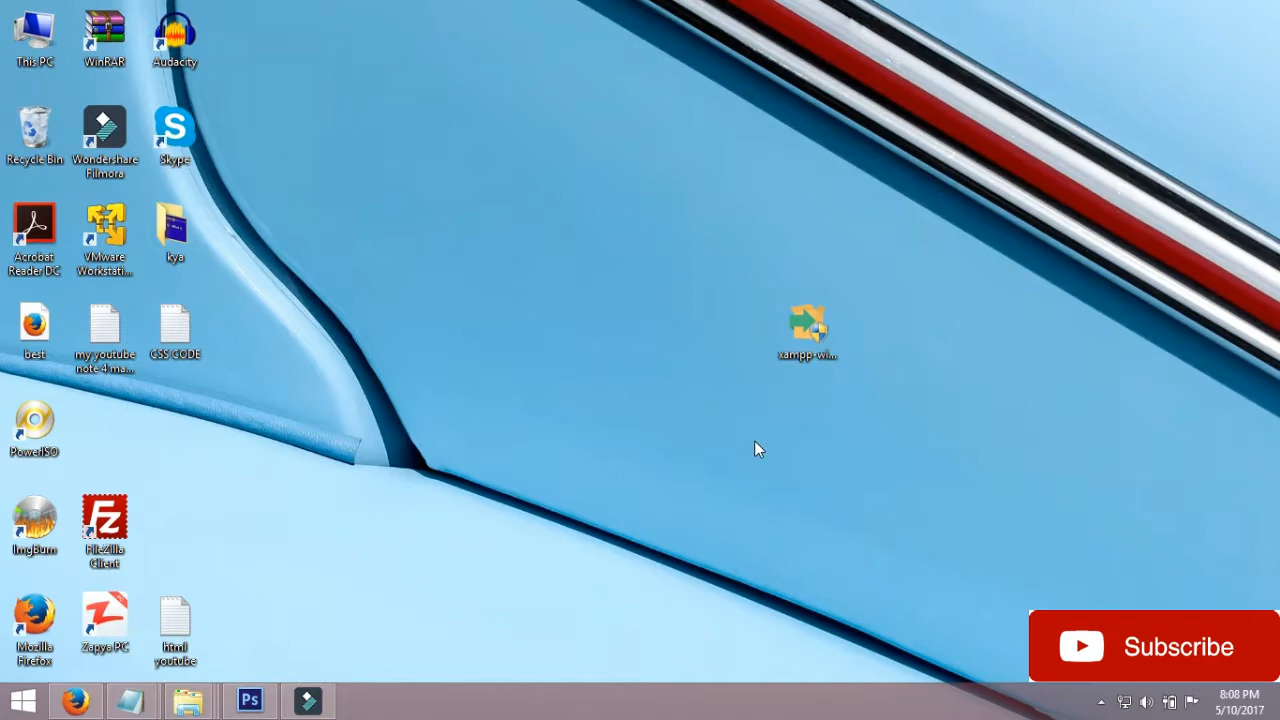 This PC
WinRAR
Audacity
Recycle Bin
Wondershare
Filmora
Skype
S
Acrobat
Reader DC
VMware
Workstati...
kya
best
my youtube
note 4 ma...
CSS CODE
xampp-wi...
PowerISO
ImgBurn
Fz
FileZilla
Client
Mozilla
Firefox
Zapya PC
html
youtube
Subscribe
Ps
8:08 PM
5/10/2017